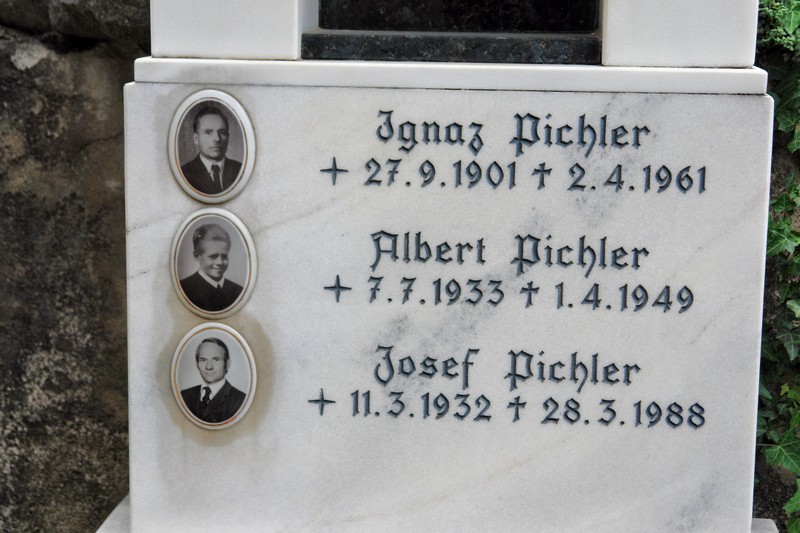 Ignaz Pichler
+ 27.9.1901 † 2.4.1961
Albert Pichler
+ 7.7.1933 † 1.4.1949
Josef Pichler
+ 11.3.1932 † 28.3.1988